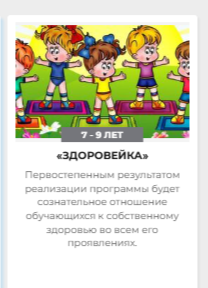 7 - 9 ЛЕТ
«ЗДОРОВЕЙКА»
Первостепенным результатом
реализации программы будет
сознательное отношение
обучающихся к собственному
здоровью во всем его
проявлениях.